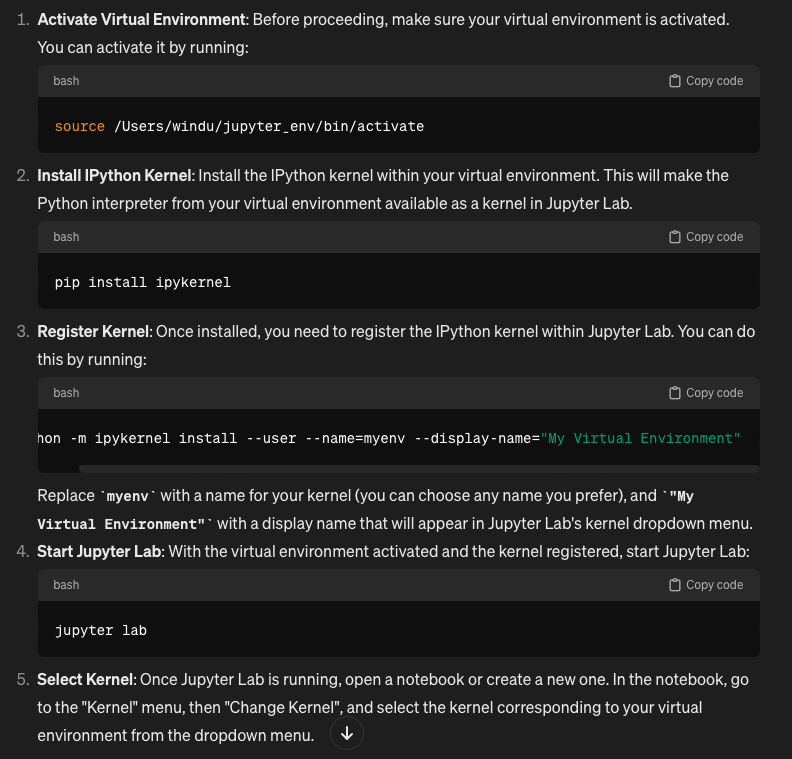 1. Activate Virtual Environment: Before proceeding, make sure your virtual environment is activated.
You can activate it by running:
bash Copy code
source /Users/windu/jupyter_env/bin/activate
2. Install IPython Kernel: Install the IPython kernel within your virtual environment. This will make the
Python interpreter from your virtual environment available as a kernel in Jupyter Lab.
bash Copy code
pip install ipykernel
3. Register Kernel: Once installed, you need to register the IPython kernel within Jupyter Lab. You can do
this by running:
bash Copy code
hon -m ipykernel install --user --name=myenv --display-name="My Virtual Environment"
Replace `myenv` with a name for your kernel (you can choose any name you prefer), and `"My
Virtual Environment"` with a display name that will appear in Jupyter Lab's kernel dropdown menu.
4. Start Jupyter Lab: With the virtual environment activated and the kernel registered, start Jupyter Lab:
bash Copy code
jupyter lab
5. Select Kernel: Once Jupyter Lab is running, open a notebook or create a new one. In the notebook, go
to the "Kernel" menu, then "Change Kernel", and select the kernel corresponding to your virtual
environment from the dropdown menu.